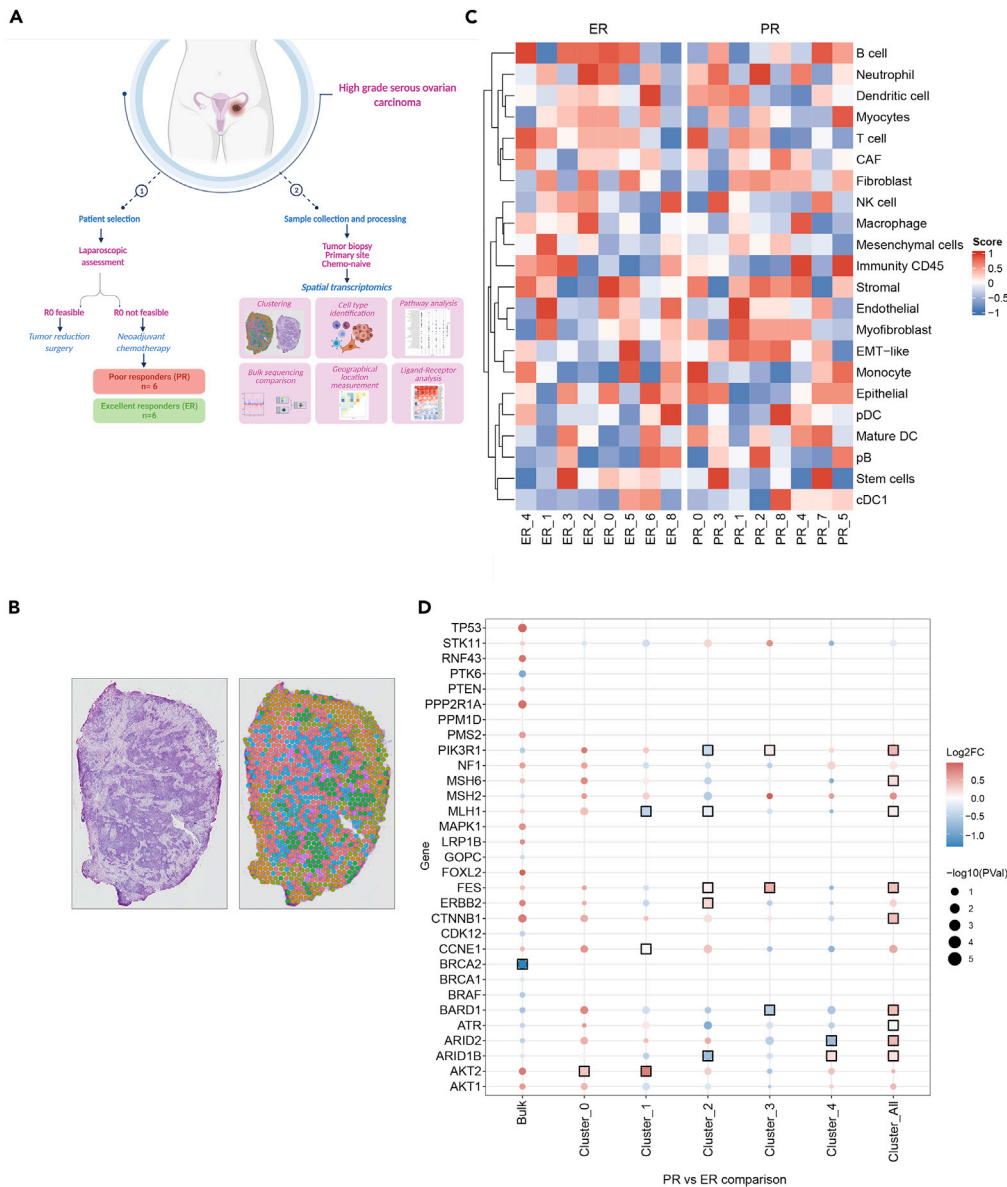 A
High grade serous ovarian
carcinoma
1
2
Patient selection
Sample collection and processing
Laparoscopic
assessment
Tumor biopsy
Primary site
Chemo-naive
Spatial transcriptomics
R0 feasible
R0 not feasible
Tumor reduction
surgery
Neoadjuvant
chemotherapy
Poor responders (PR)
n= 6
Excellent responders (ER)
n=6
Clustering
Cell type
identification
Pathway analysis
Bulk sequencing
comparison
Geographical
location
measurement
Ligand-Receptor
analysis
C
ER
PR
B cell
Neutrophil
Dendritic cell
Myocytes
T cell
CAF
Fibroblast
NK cell
Macrophage
Mesenchymal cells
Immunity CD45
Stromal
Endothelial
Myofibroblast
EMT−like
Monocyte
Epithelial
pDC
Mature DC
pB
Stem cells
cDC1
ER_4
ER_1
ER_3
ER_2
ER_0
ER_5
ER_6
ER_8
PR_0
PR_3
PR_1
PR_2
PR_8
PR_4
PR_7
PR_5
Score
1
0.5
0
−0.5
−1
B
D
Gene
TP53
STK11
RNF43
PTK6
PTEN
PPP2R1A
PPM1D
PMS2
PIK3R1
NF1
MSH6
MSH2
MLH1
MAPK1
LRP1B
GOPC
FOXL2
FES
ERBB2
CTNNB1
CDK12
CCNE1
BRCA2
BRCA1
BRAF
BARD1
ATR
ARID2
ARID1B
AKT2
AKT1
Bulk
Cluster_0
Cluster_1
Cluster_2
Cluster_3
Cluster_4
Cluster_All
PR vs ER comparison
Log2FC
0.5
0.0
−0.5
−1.0
−log10(PVal)
1
2
3
4
5